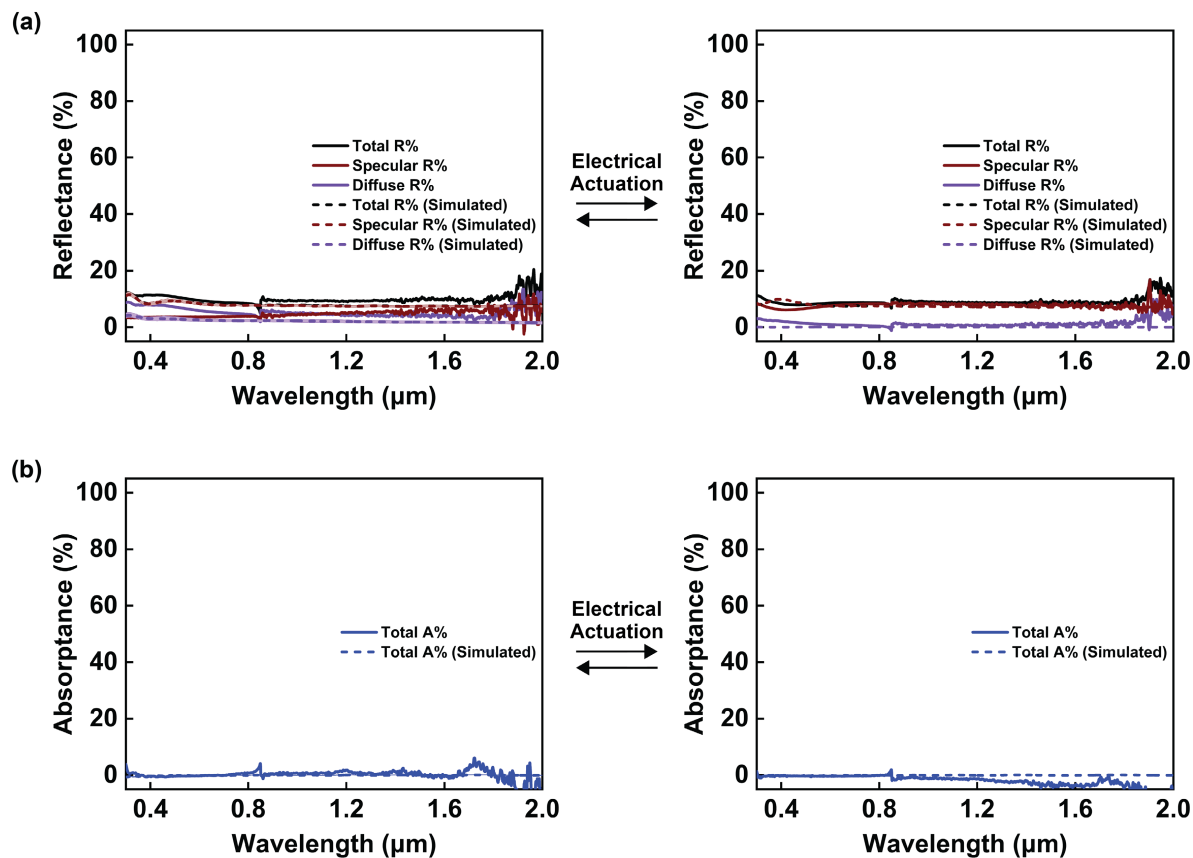 (a)
Reflectance (%)
100
80
60
40
20
0
Total R%
Specular R%
Diffuse R%
Total R% (Simulated)
Specular R% (Simulated)
Diffuse R% (Simulated)
0.4 0.8 1.2 1.6 2.0
Wavelength (μm)
Electrical
Actuation
Reflectance (%)
100
80
60
40
20
0
Total R%
Specular R%
Diffuse R%
Total R% (Simulated)
Specular R% (Simulated)
Diffuse R% (Simulated)
0.4 0.8 1.2 1.6 2.0
Wavelength (μm)
(b)
Absorptance (%)
100
80
60
40
20
0
Total A%
Total A% (Simulated)
0.4 0.8 1.2 1.6 2.0
Wavelength (μm)
Electrical
Actuation
Absorptance (%)
100
80
60
40
20
0
Total A%
Total A% (Simulated)
0.4 0.8 1.2 1.6 2.0
Wavelength (μm)